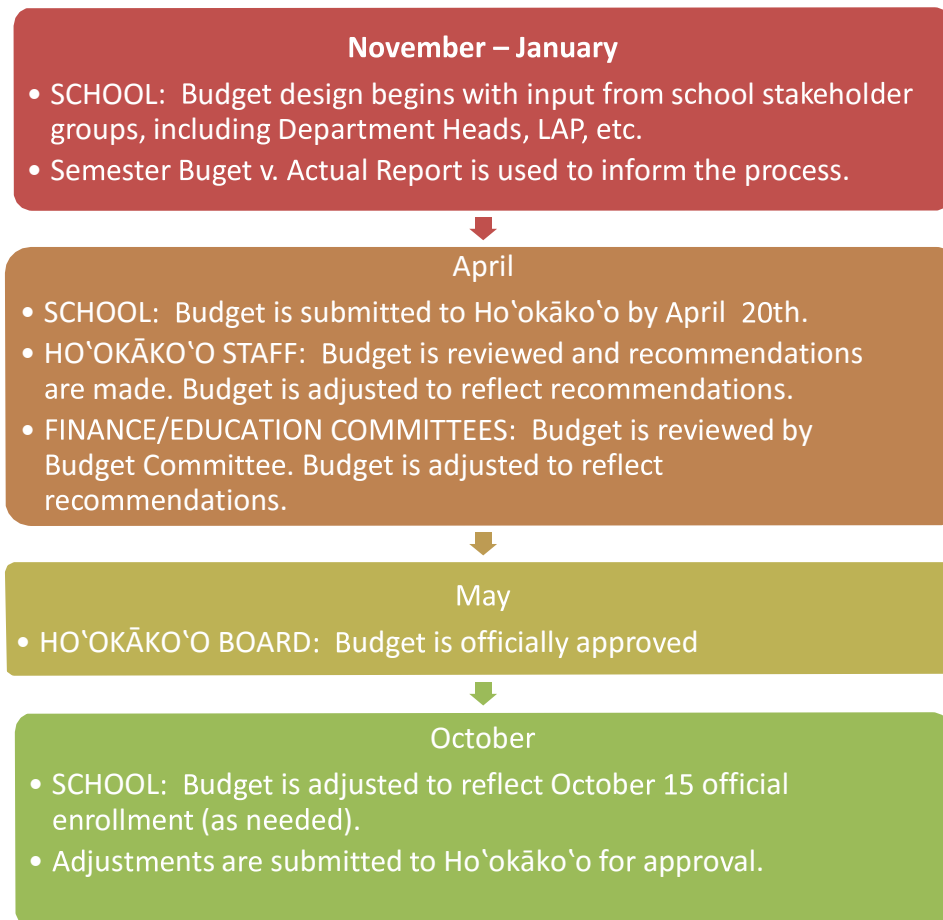 November – January
• SCHOOL:  Budget design begins with input from school stakeholder
groups, including Department Heads, LAP, etc.
• Semester Buget v. Actual Report is used to inform the process.
April
• SCHOOL:  Budget is submitted to Hoʻokākoʻo by April  20th.
• HOʻOKĀKOʻO STAFF:  Budget is reviewed and recommendations
are made. Budget is adjusted to reflect recommendations.
• FINANCE/EDUCATION COMMITTEES:  Budget is reviewed by
Budget Committee. Budget is adjusted to reflect
recommendations.
May
• HOʻOKĀKOʻO BOARD:  Budget is officially approved
October
• SCHOOL:  Budget is adjusted to reflect October 15 official
enrollment (as needed).
• Adjustments are submitted to Hoʻokākoʻo for approval.